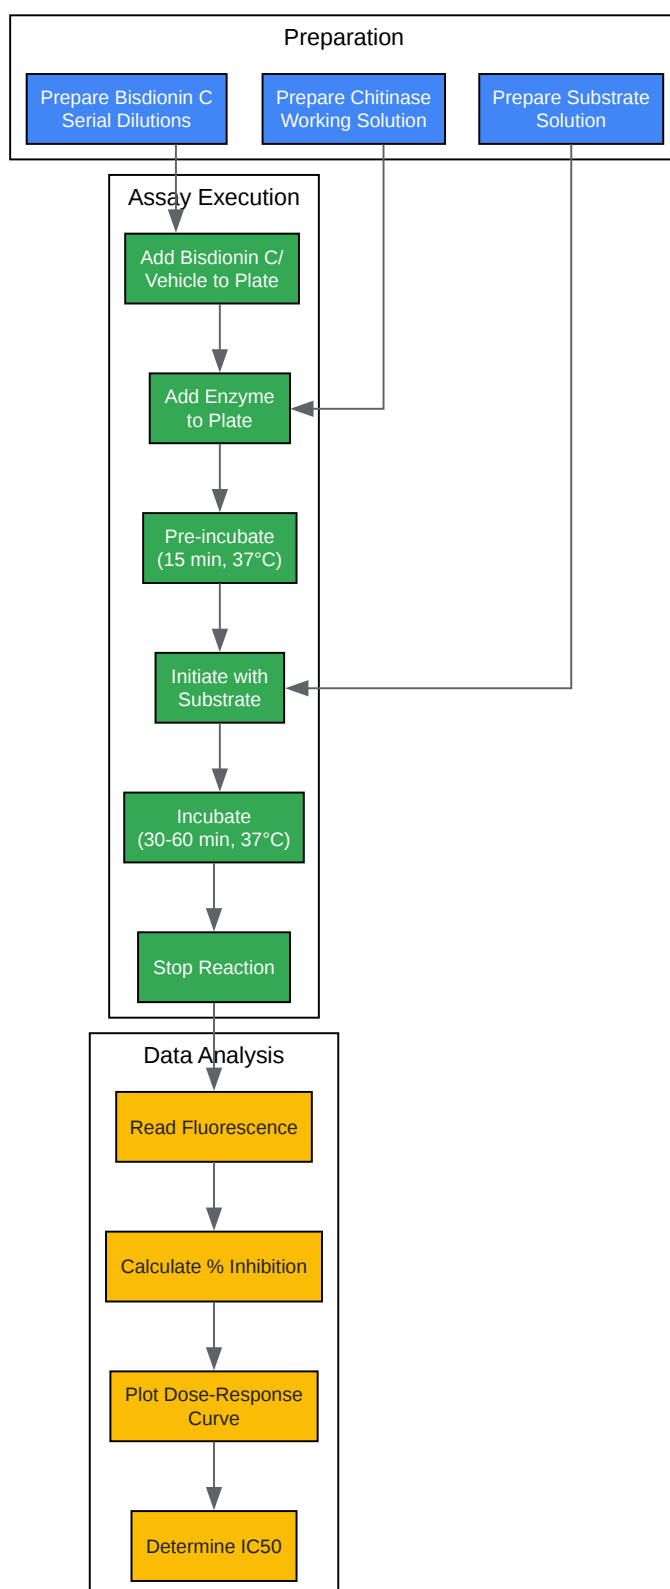 Preparation
Prepare Bisdionin C
Serial Dilutions
Prepare Chitinase
Working Solution
Prepare Substrate
Solution
Assay Execution
Add Bisdionin C/
Vehicle to Plate
Add Enzyme
to Plate
Pre-incubate
(15 min, 37°C)
Initiate with
Substrate
Incubate
(30-60 min, 37°C)
Stop Reaction
Data Analysis
Read Fluorescence
Calculate % Inhibition
Plot Dose-Response
Curve
Determine IC50